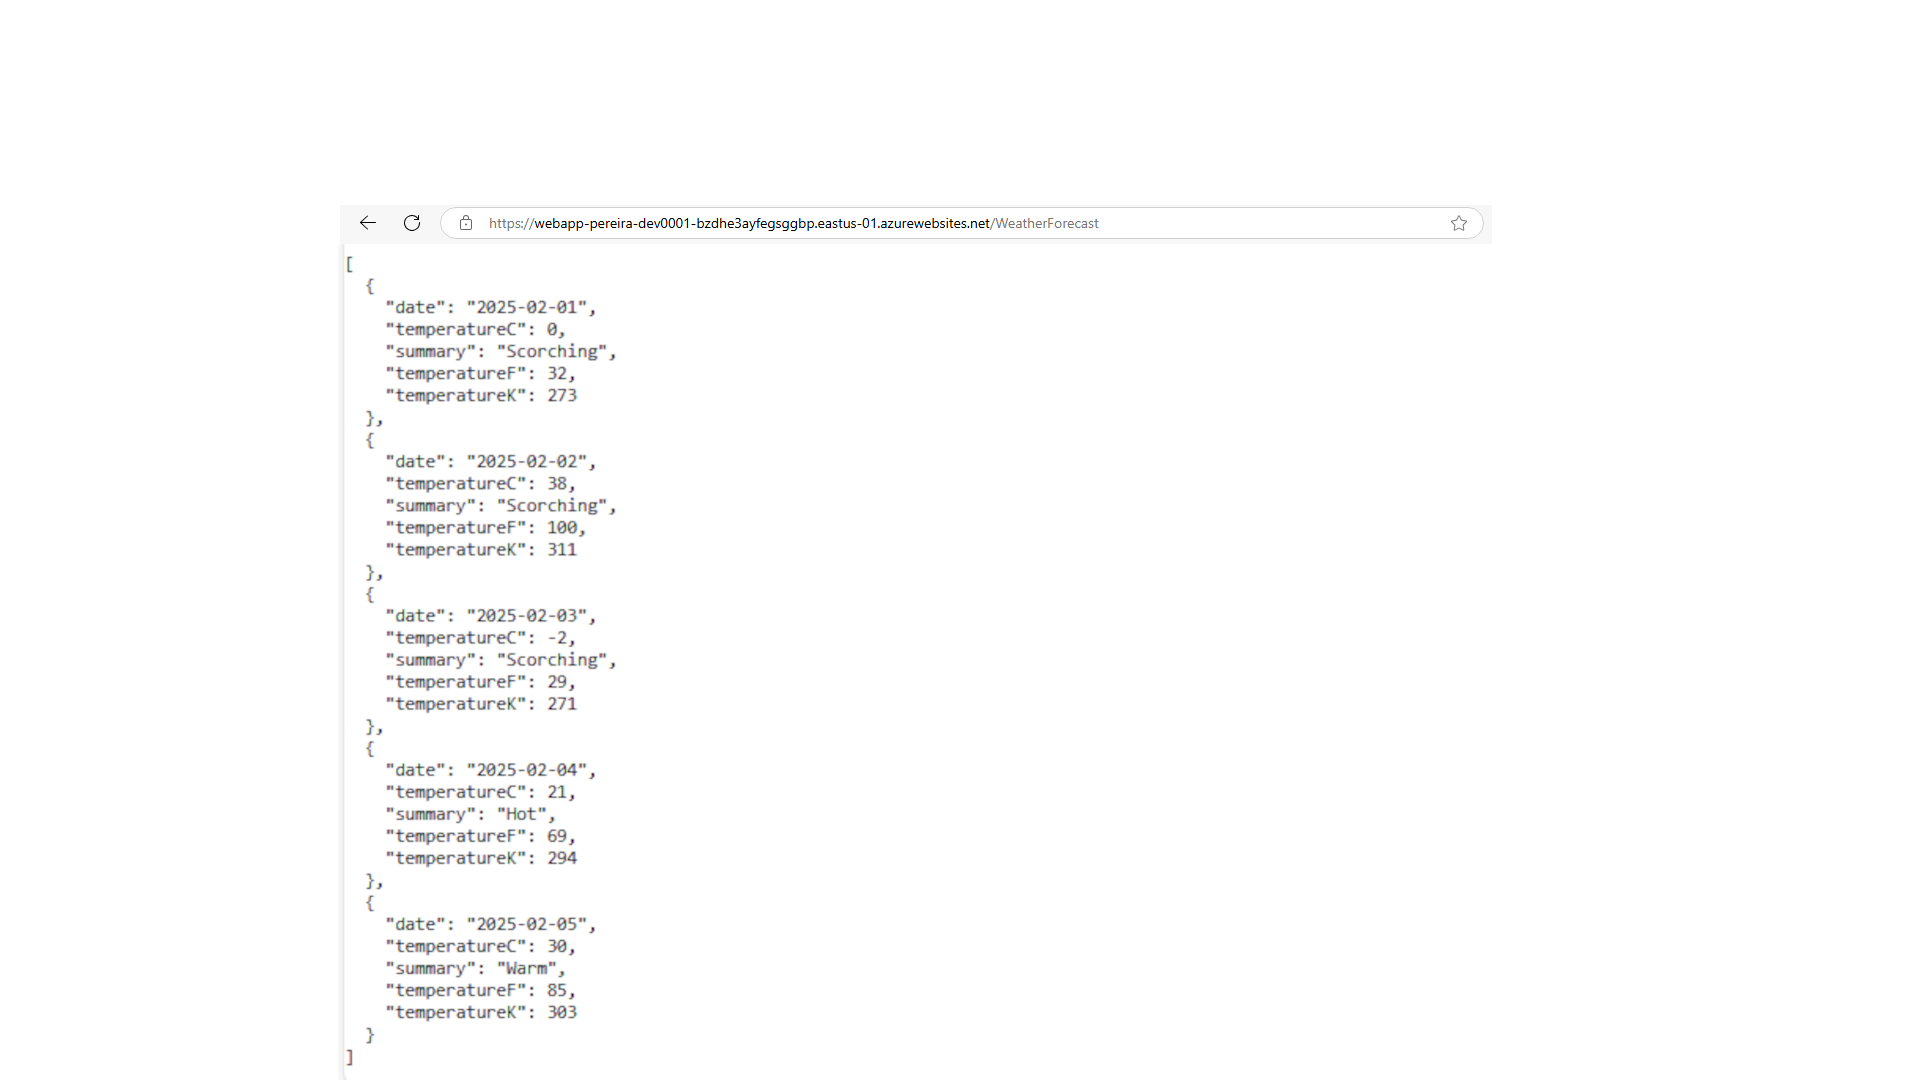 https://webapp-pereira-dev0001-bzdhe3ayfegsggbp.eastus-01.azurewebsites.net/WeatherForecast
[
  {
    "date": "2025-02-01",
    "temperatureC": 0,
    "summary": "Scorching",
    "temperatureF": 32,
    "temperatureK": 273
  },
  {
    "date": "2025-02-02",
    "temperatureC": 38,
    "summary": "Scorching",
    "temperatureF": 100,
    "temperatureK": 311
  },
  {
    "date": "2025-02-03",
    "temperatureC": -2,
    "summary": "Scorching",
    "temperatureF": 29,
    "temperatureK": 271
  },
  {
    "date": "2025-02-04",
    "temperatureC": 21,
    "summary": "Hot",
    "temperatureF": 69,
    "temperatureK": 294
  },
  {
    "date": "2025-02-05",
    "temperatureC": 30,
    "summary": "Warm",
    "temperatureF": 85,
    "temperatureK": 303
  }
]